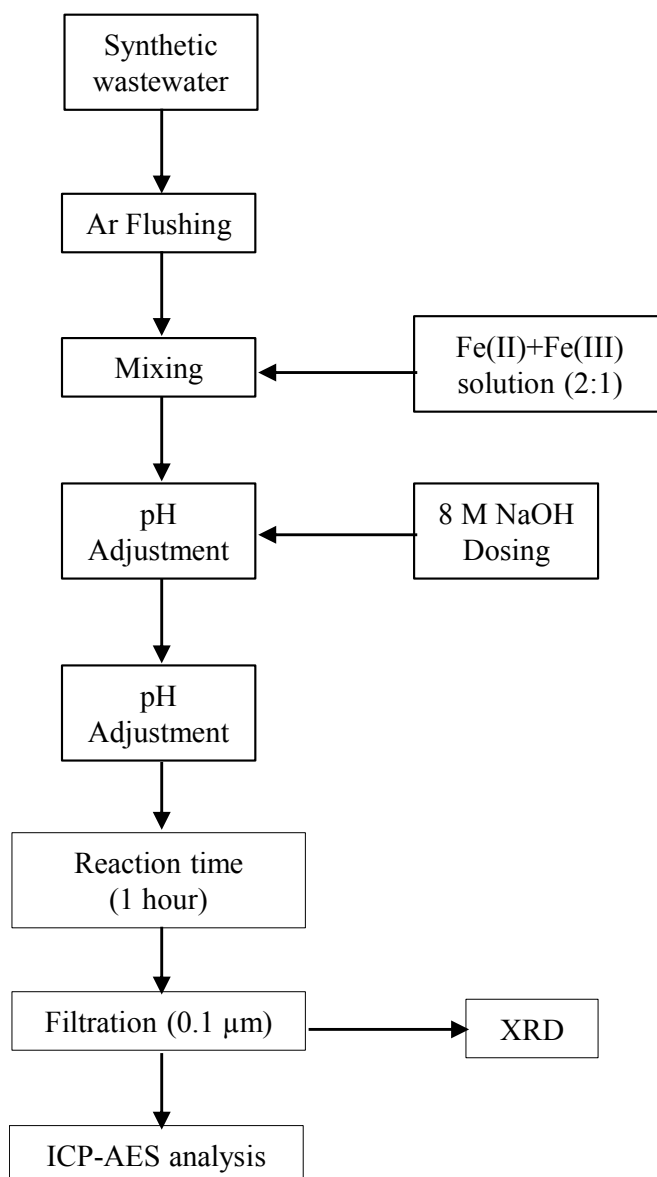 Synthetic
wastewater
Ar Flushing
Mixing
Fe(II)+Fe(III)
solution (2:1)
pH
Adjustment
8 M NaOH
Dosing
pH
Adjustment
Reaction time
(1 hour)
Filtration (0.1 µm)
XRD
ICP-AES analysis